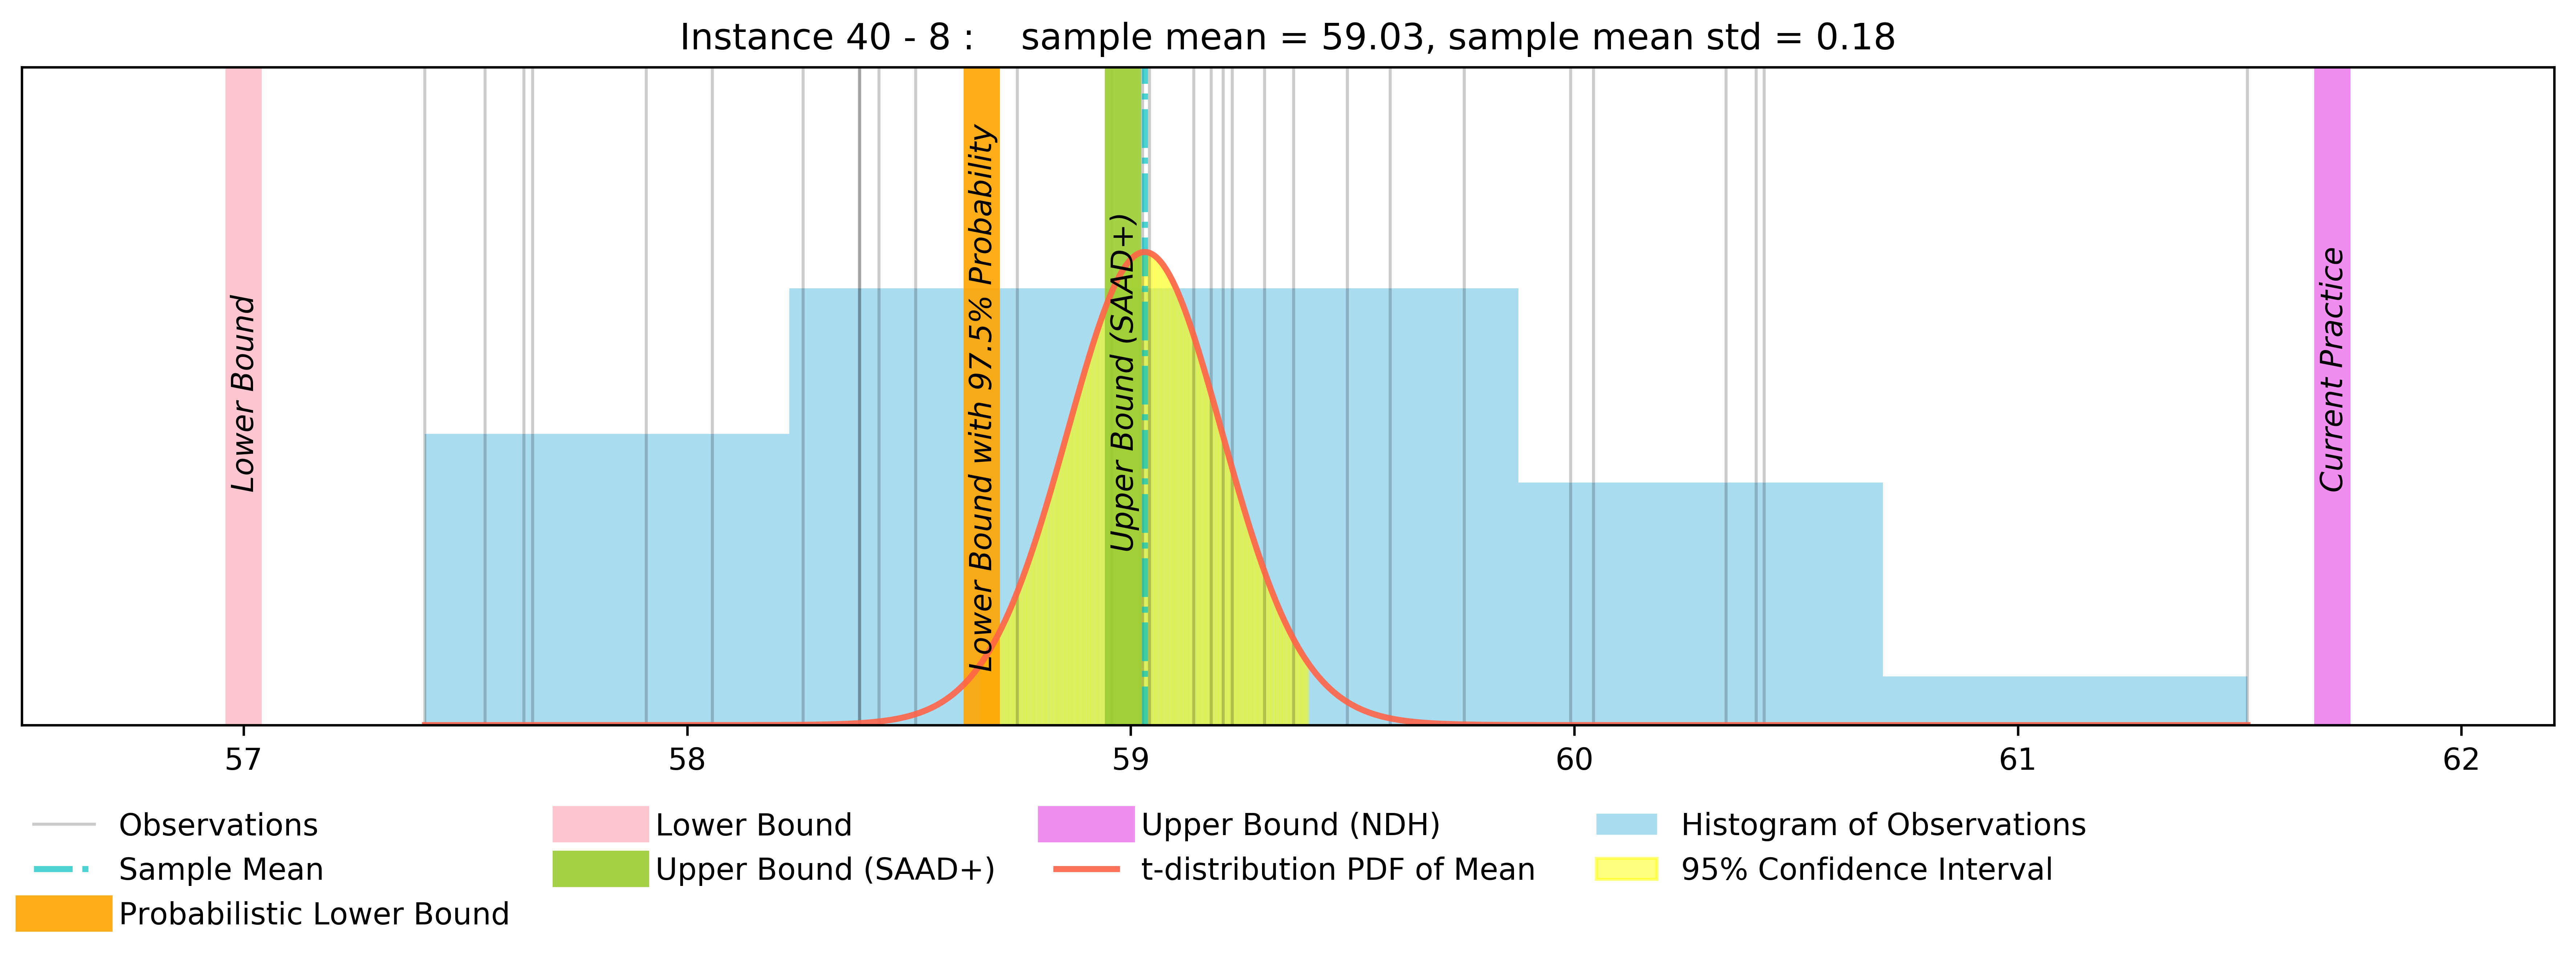 Instance 40 - 8 :    sample mean = 59.03, sample mean std = 0.18
Lower Bound
Lower Bound with 97.5% Probability
Upper Bound (SAAD+)
Current Practice
57 58 59 60 61 62
Observations
Sample Mean
Probabilistic Lower Bound
Lower Bound
Upper Bound (SAAD+)
Upper Bound (NDH)
t-distribution PDF of Mean
Histogram of Observations
95% Confidence Interval